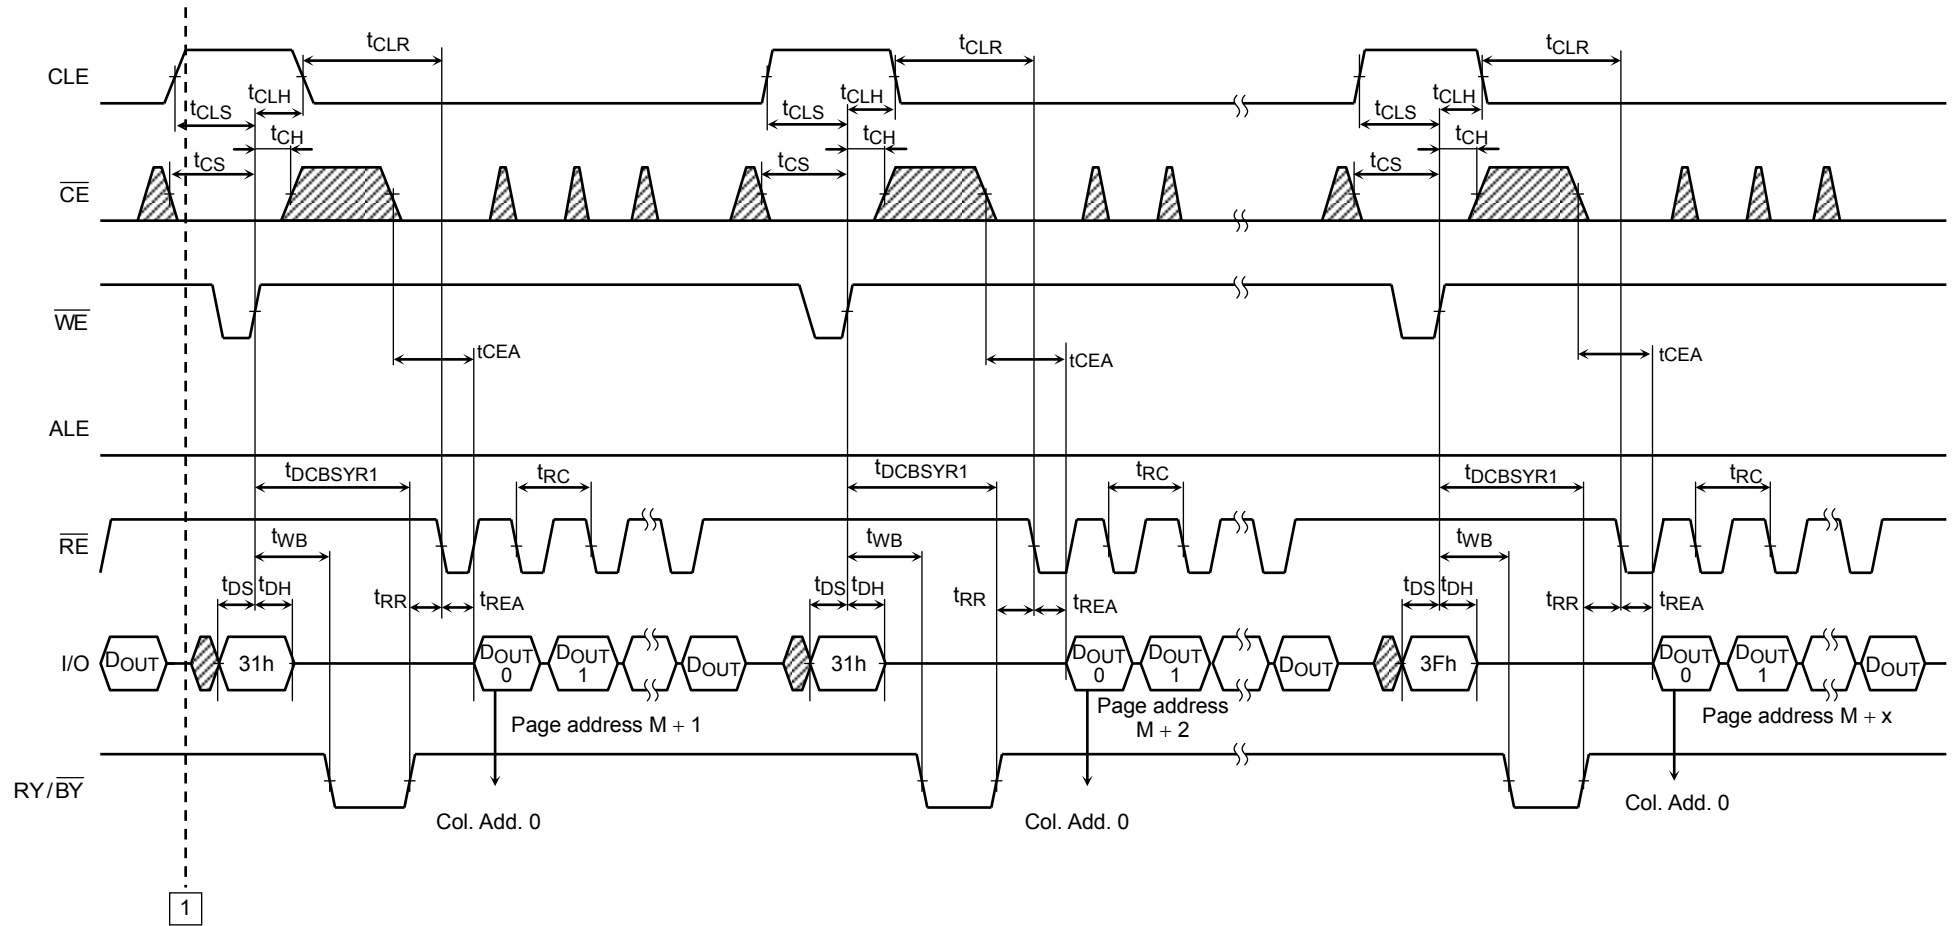 tCLR tCLR tCLR
CLE
tCLH tCLH tCLH
tCLS tCLS tCLS
tCH tCH tCH
tCS tCS tCS
CE
WE
tCEA tCEA tCEA
ALE
tDCBSYR1 tRC tDCBSYR1 tRC tDCBSYR1 tRC
RE
tWB tWB tWB
tDS tDH tDS tDH tDS tDH
tRR tREA tRR tREA tRR tREA
I/O DOUT 31h DOUT 0 DOUT 1 DOUT 31h DOUT 0 DOUT 1 DOUT 3Fh DOUT 0 DOUT 1 DOUT
Page address M + 1
Page address
M + 2
Page address M + x
RY/BY
Col. Add. 0 Col. Add. 0 Col. Add. 0
1